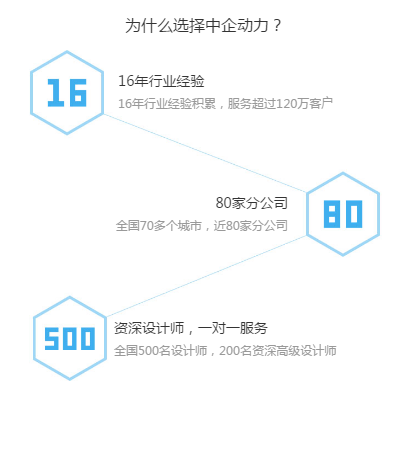 为什么选择中企动力？
16
16年行业经验
16年行业经验积累，服务超过120万客户
80家分公司
全国70多个城市，近80家分公司
80
500
资深设计师，一对一服务
全国500名设计师，200名资深高级设计师